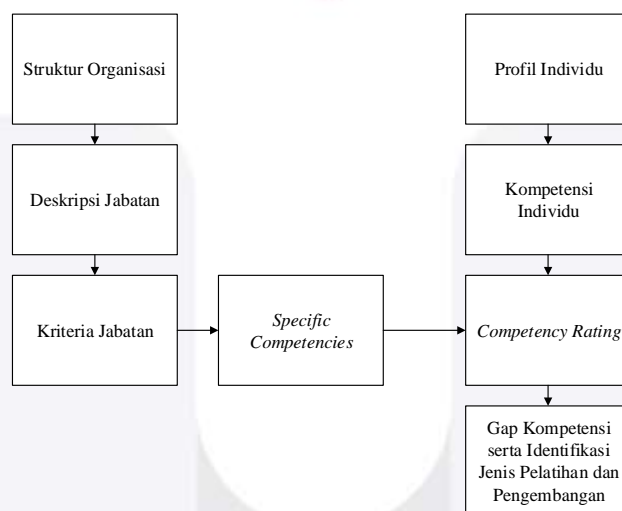 Struktur Organisasi
Deskripsi Jabatan
Kriteria Jabatan
Specific
Competencies
Profil Individu
Kompetensi
Individu
Competency Rating
Gap Kompetensi
serta Identifikasi
Jenis Pelatihan dan
Pengembangan